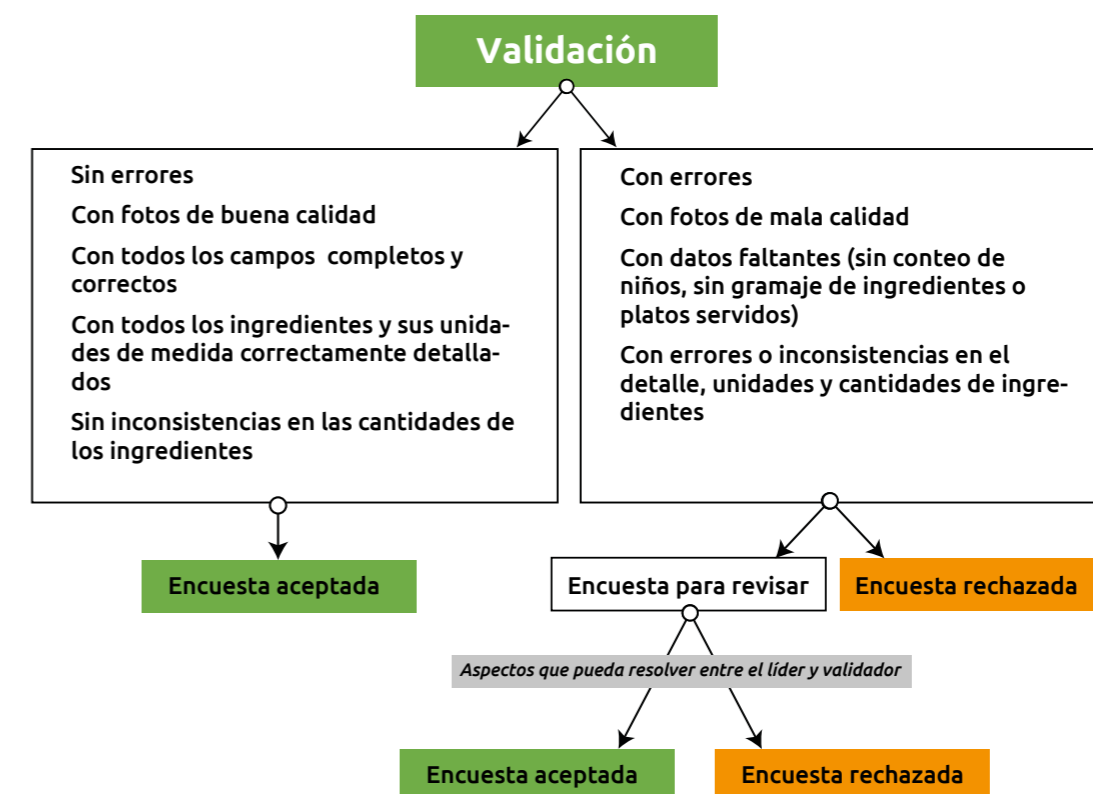 Validación
Sin errores
Con fotos de buena calidad
Con todos los campos completos y
correctos
Con todos los ingredientes y sus unida-
des de medida correctamente detalla-
dos
Sin inconsistencias en las cantidades de
los ingredientes
Con errores
Con fotos de mala calidad
Con datos faltantes (sin conteo de
niños, sin gramaje de ingredientes o
platos servidos)
Con errores o inconsistencias en el
detalle, unidades y cantidades de ingre-
dientes
Encuesta aceptada
Encuesta para revisar
Encuesta rechazada
Aspectos que pueda resolver entre el líder y validador
Encuesta aceptada
Encuesta rechazada